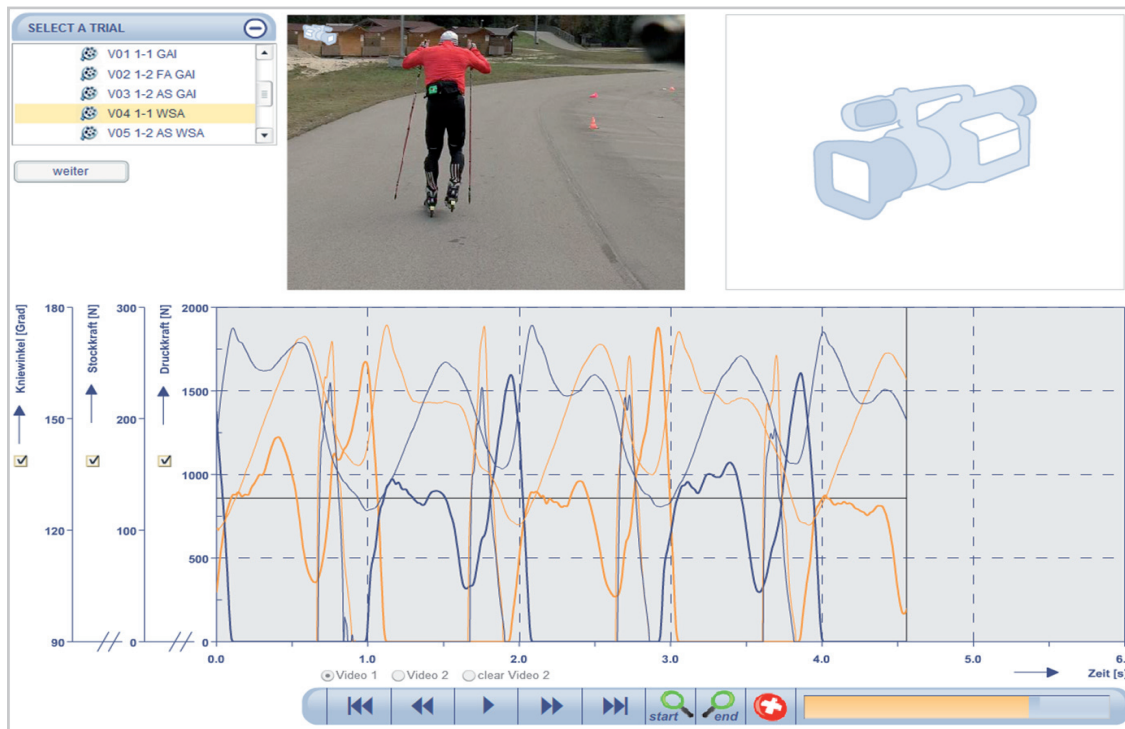 SELECT A TRIAL
V01 1-1 GAI
V02 1-2 FA GAI
V03 1-2 AS GAI
V04 1-1 WSA
V05 1-2 AS WSA
weiter
Kniewinkel [Grad]
180
150
120
90
Stockkraft [N]
300
200
100
0
Druckkraft [N]
2000
1500
1000
500
0
0.0 1.0 2.0 3.0 4.0 5.0 6.
Video 1 Video 2 clear Video 2
Zeit [s]
start end